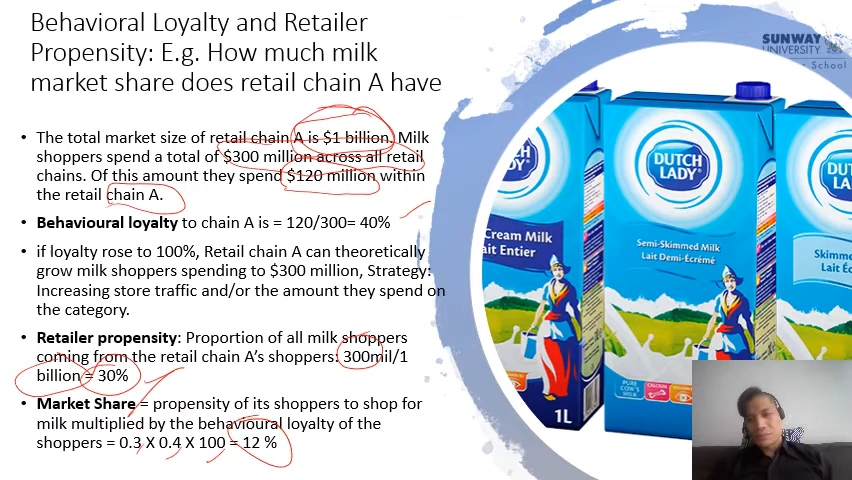 Behavioral Loyalty and Retailer
Propensity: E.g. How much milk
market share does retail chain A have
SUNWAY
UNIVERSITY
School
• The total market size of retail chain A is $1 billion. Milk
shoppers spend a total of $300 million across all retail
chains. Of this amount they spend $120 million within
the retail chain A.
• Behavioural loyalty to chain A is = 120/300= 40%
• if loyalty rose to 100%, Retail chain A can theoretically
grow milk shoppers spending to $300 million, Strategy:
Increasing store traffic and/or the amount they spend on
the category.
• Retailer propensity: Proportion of all milk shoppers
coming from the retail chain A's shoppers: 300mil/1
billion = 30%
• Market Share = propensity of its shoppers to shop for
milk multiplied by the behavioural loyalty of the
shoppers = 0.3 X 0.4 X 100 = 12 %
DUTCH
LADY
Cream Milk
ait Entier
1L
DUTCH
LADY
Semi-Skimmed Milk
Lait Demi-Écrémé
PURE
COW'S
MILK
CALCIUM
DUTCH
LADY
Skimme
Lait Éc